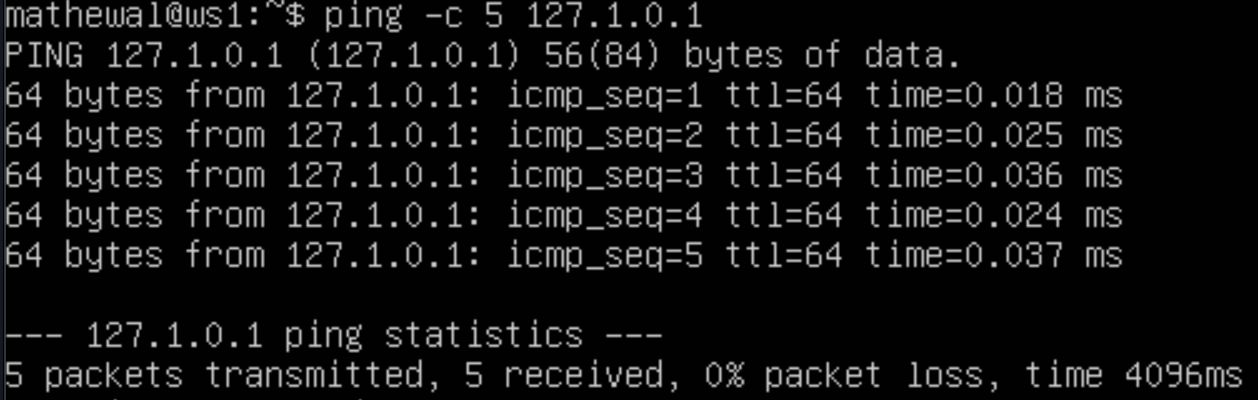 mathewal@ws1:~$ ping -c 5 127.1.0.1
PING 127.1.0.1 (127.1.0.1) 56(84) bytes of data.
64 bytes from 127.1.0.1: icmp_seq=1 ttl=64 time=0.018 ms
64 bytes from 127.1.0.1: icmp_seq=2 ttl=64 time=0.025 ms
64 bytes from 127.1.0.1: icmp_seq=3 ttl=64 time=0.036 ms
64 bytes from 127.1.0.1: icmp_seq=4 ttl=64 time=0.024 ms
64 bytes from 127.1.0.1: icmp_seq=5 ttl=64 time=0.037 ms

--- 127.1.0.1 ping statistics ---
5 packets transmitted, 5 received, 0% packet loss, time 4096ms